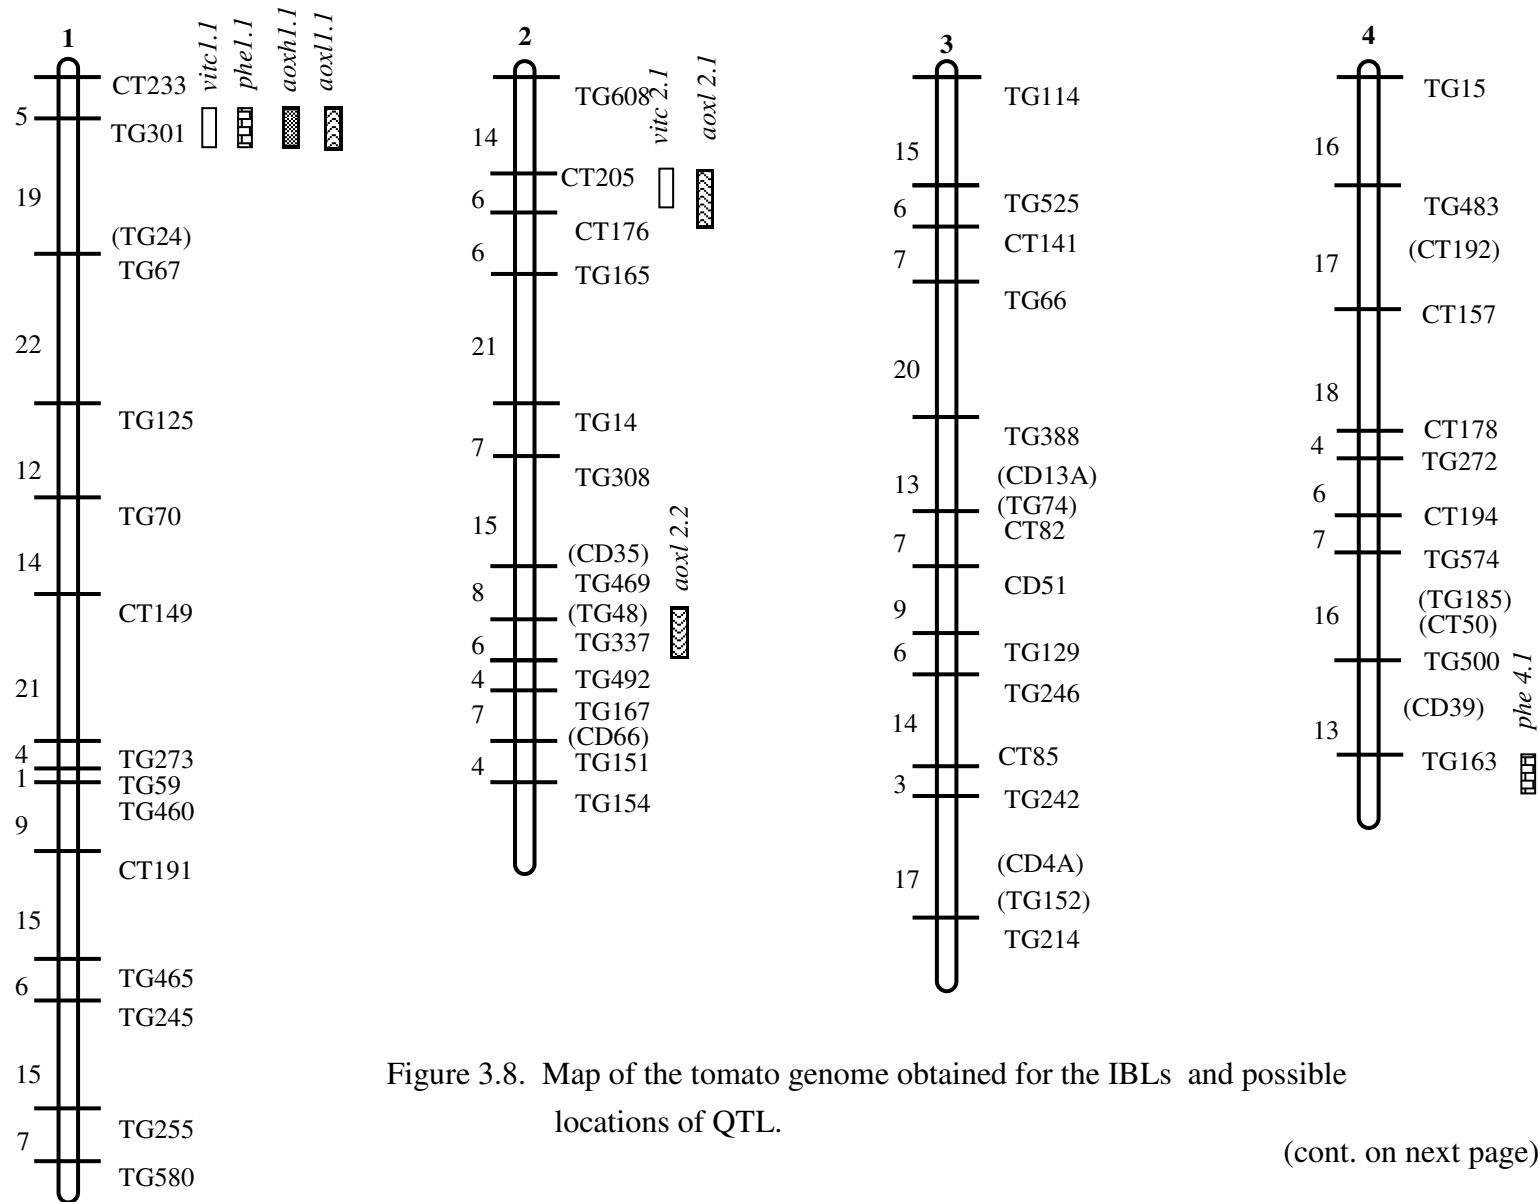 1
vitc1.1
phe1.1
aoxh1.1
aoxl1.1
CT233
5
TG301
19
(TG24)
TG67
22
TG125
12
TG70
14
CT149
21
TG273
4
TG59
1
TG460
9
CT191
15
TG465
6
TG245
15
TG255
7
TG580
2
vitc 2.1
aoxl 2.1
TG608
14
CT205
6
CT176
6
TG165
21
TG14
7
TG308
15
(CD35)
TG469
aoxl 2.2
8
(TG48)
TG337
6
TG492
4
TG167
7
(CD66)
TG151
4
TG154
3
TG114
15
TG525
6
CT141
7
TG66
20
TG388
(CD13A)
13
(TG74)
CT82
7
CD51
9
TG129
6
TG246
14
CT85
3
TG242
(CD4A)
17
(TG152)
TG214
4
TG15
16
TG483
(CT192)
17
CT157
18
CT178
4
TG272
6
CT194
7
TG574
(TG185)
16
(CT50)
TG500
phe 4.1
(CD39)
13
TG163
Figure 3.8. Map of the tomato genome obtained for the IBLs and possible
locations of QTL.
(cont. on next page)